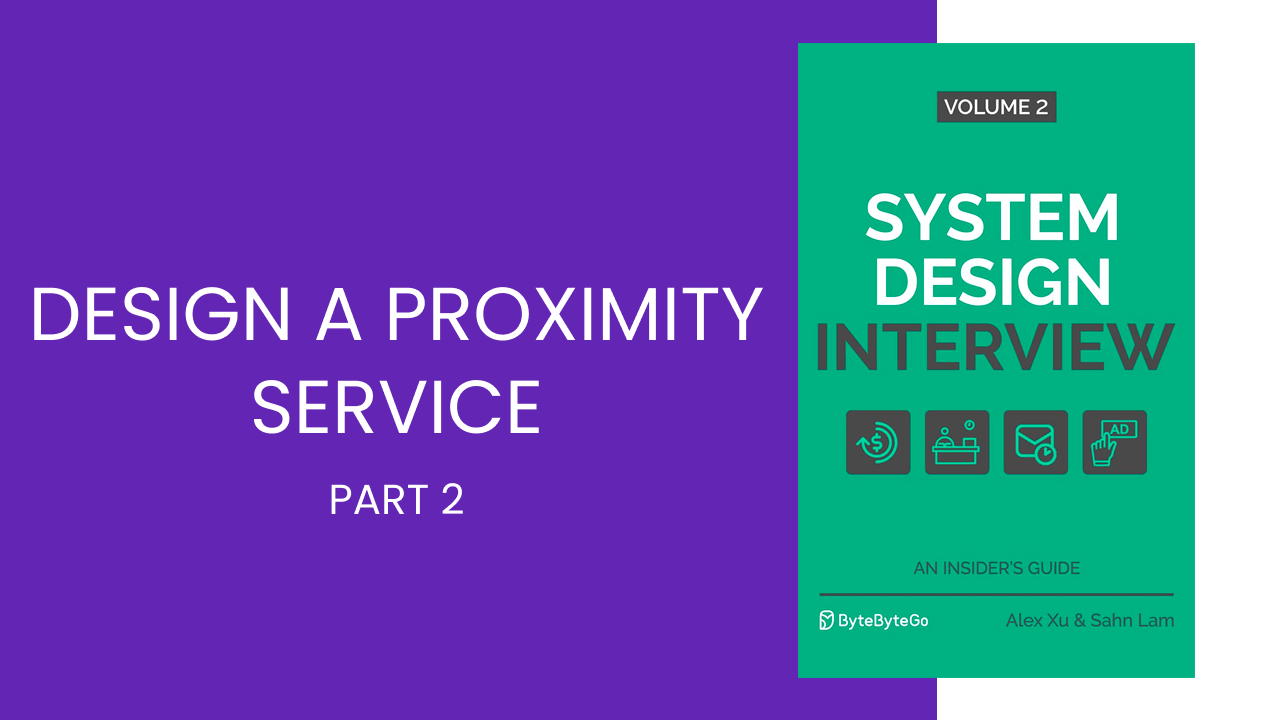 DESIGN A PROXIMITY
SERVICE
PART 2
VOLUME 2
SYSTEM
DESIGN
INTERVIEW
AD
AN INSIDER'S GUIDE
ByteByteGo
Alex Xu & Sahn Lam